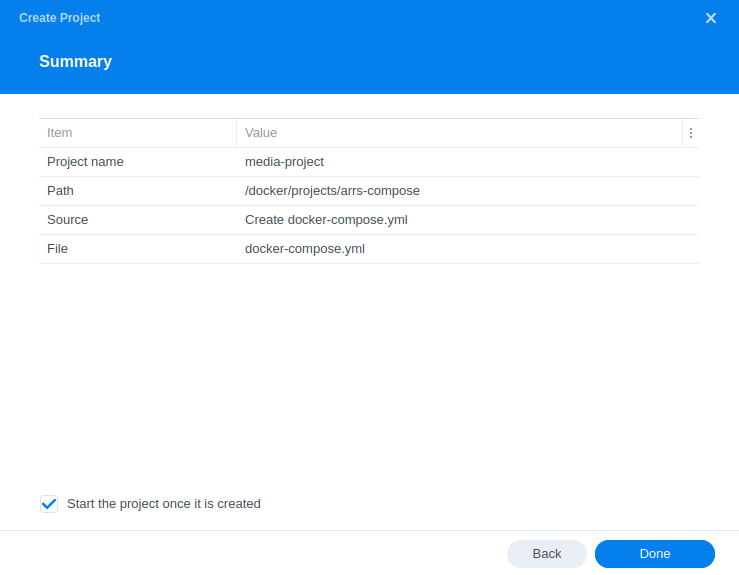 Create Project
Summary
Item Value
Project name media-project
Path /docker/projects/arrs-compose
Source Create docker-compose.yml
File docker-compose.yml
Start the project once it is created
Back Done